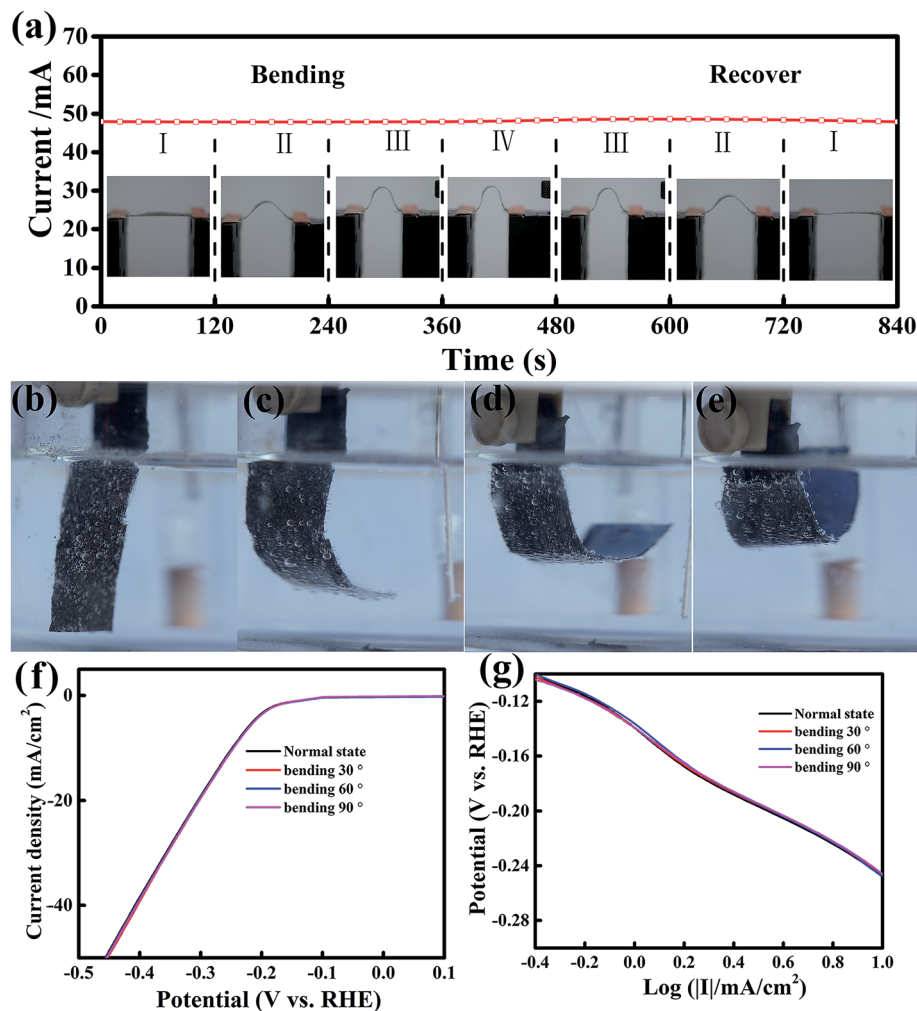 (a)
70
60
50
40
30
20
10
0
Current /mA
Bending
Recover
Ⅰ
Ⅱ
Ⅲ
Ⅳ
Ⅲ
Ⅱ
Ⅰ
0 120 240 360 480 600 720 840
Time (s)
(b)
(c)
(d)
(e)
(f)
0
-20
-40
Current density (mA/cm²)
Normal state
bending 30 °
bending 60 °
bending 90 °
-0.5 -0.4 -0.3 -0.2 -0.1 0.0 0.1
Potential (V vs. RHE)
(g)
-0.12
-0.16
-0.20
-0.24
-0.28
Potential (V vs. RHE)
Normal state
bending 30 °
bending 60 °
bending 90 °
-0.4 -0.2 0.0 0.2 0.4 0.6 0.8 1.0
Log (|I|/mA/cm²)